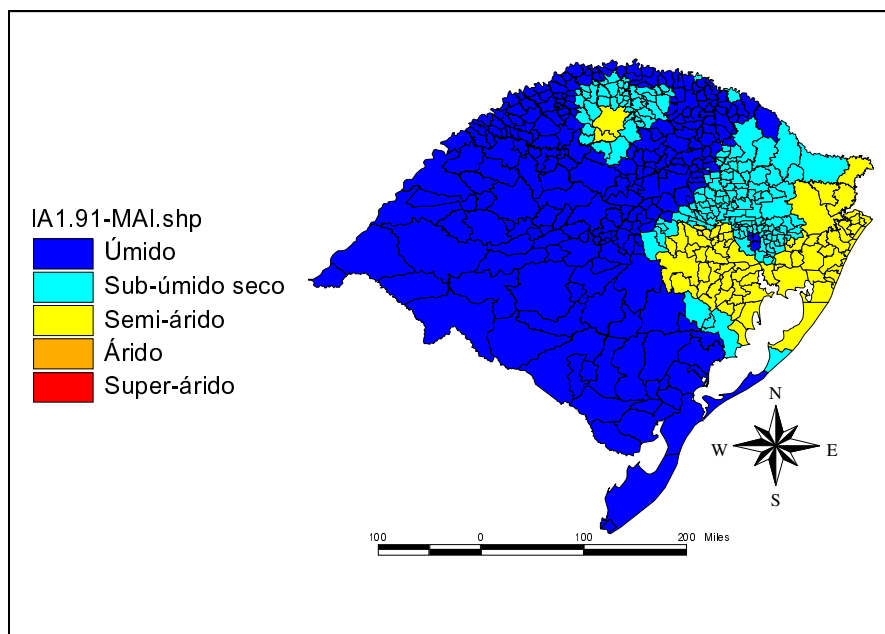 IA1.91-MAI.shp
Úmido
Sub-úmido seco
Semi-árido
Árido
Super-árido
N
W E
S
100 0 100 200 Miles